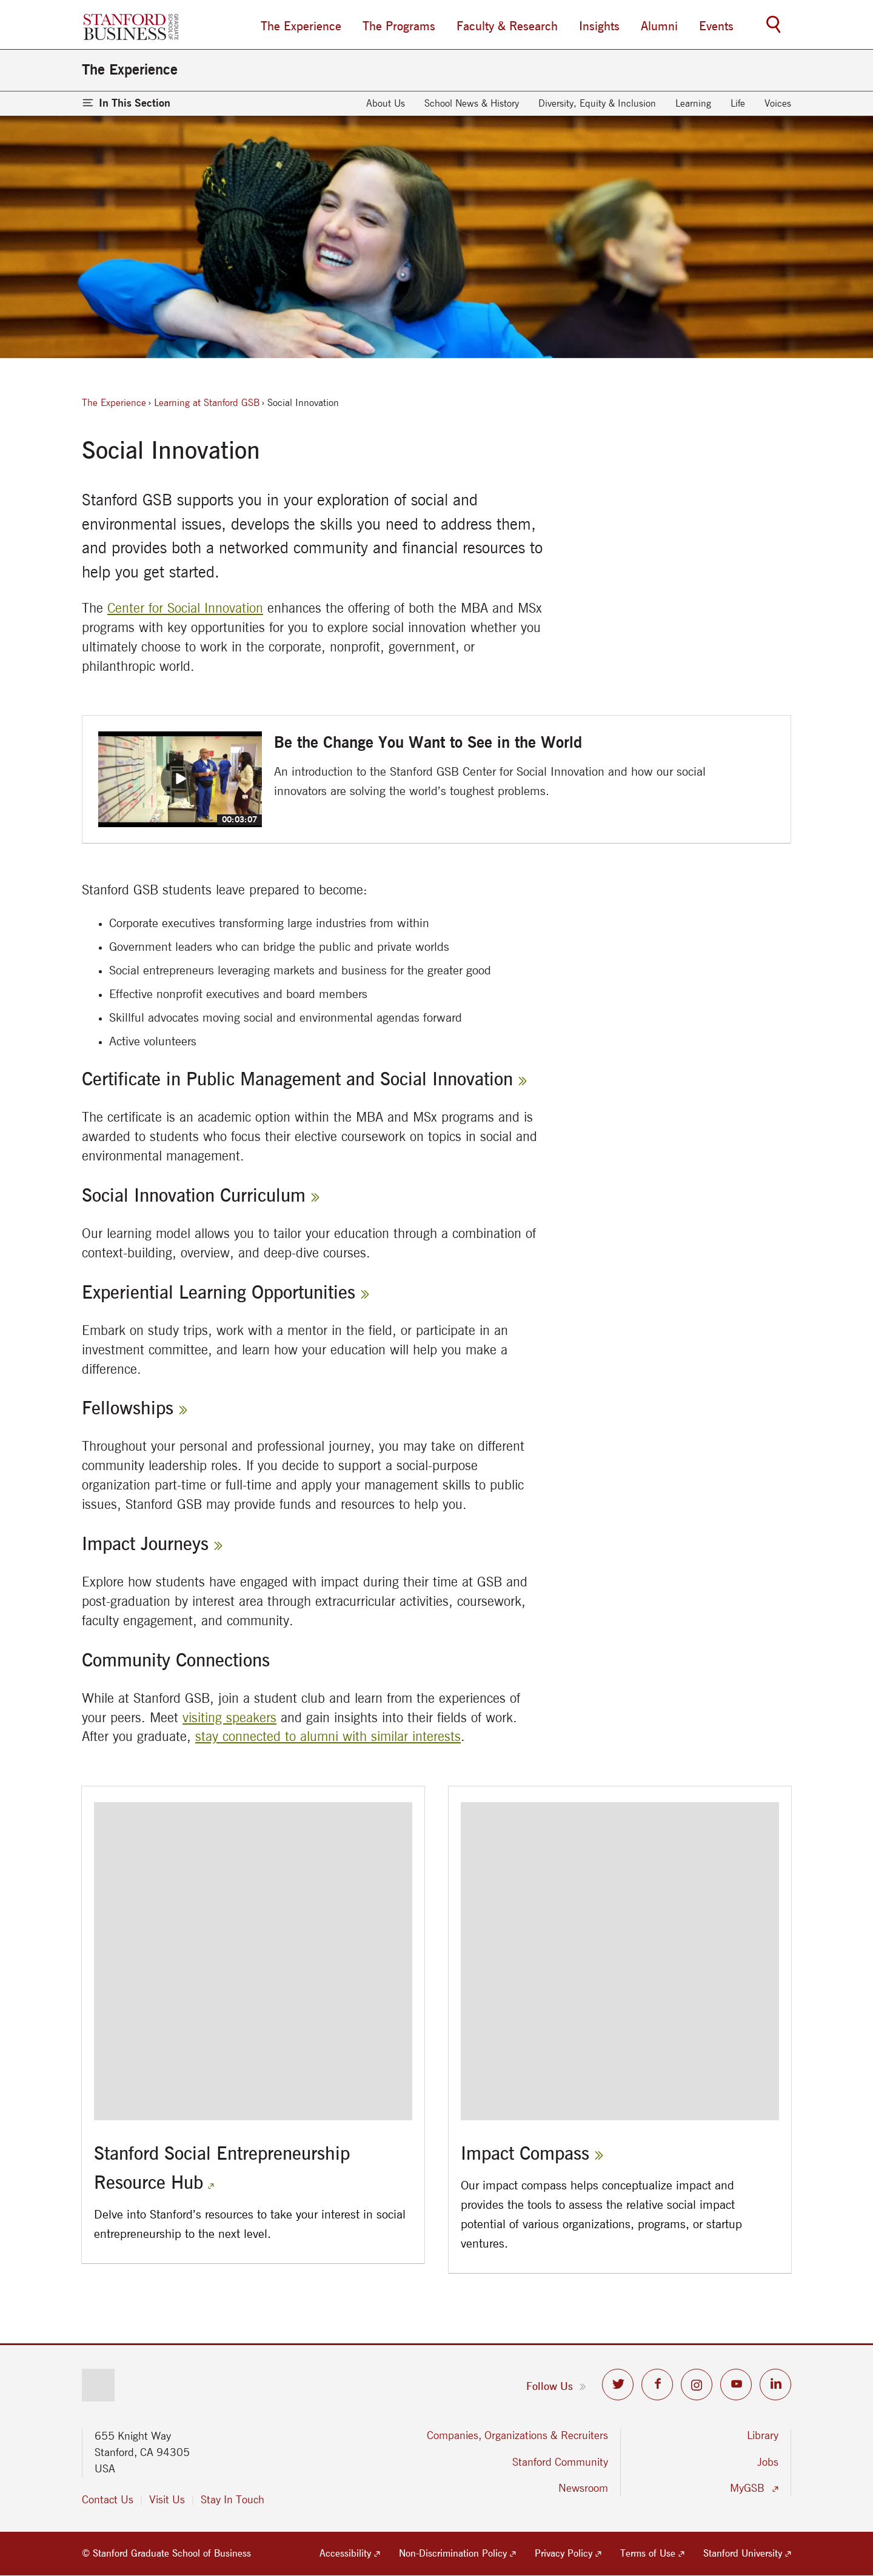 STANFORD
BUSINESS
GRADUATE
SCHOOL OF
The Experience
The Programs
Faculty & Research
Insights
Alumni
Events
The Experience
In This Section
About Us
School News & History
Diversity, Equity & Inclusion
Learning
Life
Voices
The Experience › Learning at Stanford GSB › Social Innovation
Social Innovation
Stanford GSB supports you in your exploration of social and
environmental issues, develops the skills you need to address them,
and provides both a networked community and financial resources to
help you get started.
The Center for Social Innovation enhances the offering of both the MBA and MSx
programs with key opportunities for you to explore social innovation whether you
ultimately choose to work in the corporate, nonprofit, government, or
philanthropic world.
00:03:07
Be the Change You Want to See in the World
An introduction to the Stanford GSB Center for Social Innovation and how our social
innovators are solving the world's toughest problems.
Stanford GSB students leave prepared to become:
• Corporate executives transforming large industries from within
• Government leaders who can bridge the public and private worlds
• Social entrepreneurs leveraging markets and business for the greater good
• Effective nonprofit executives and board members
• Skillful advocates moving social and environmental agendas forward
• Active volunteers
Certificate in Public Management and Social Innovation »
The certificate is an academic option within the MBA and MSx programs and is
awarded to students who focus their elective coursework on topics in social and
environmental management.
Social Innovation Curriculum »
Our learning model allows you to tailor your education through a combination of
context-building, overview, and deep-dive courses.
Experiential Learning Opportunities »
Embark on study trips, work with a mentor in the field, or participate in an
investment committee, and learn how your education will help you make a
difference.
Fellowships »
Throughout your personal and professional journey, you may take on different
community leadership roles. If you decide to support a social-purpose
organization part-time or full-time and apply your management skills to public
issues, Stanford GSB may provide funds and resources to help you.
Impact Journeys »
Explore how students have engaged with impact during their time at GSB and
post-graduation by interest area through extracurricular activities, coursework,
faculty engagement, and community.
Community Connections
While at Stanford GSB, join a student club and learn from the experiences of
your peers. Meet visiting speakers and gain insights into their fields of work.
After you graduate, stay connected to alumni with similar interests.
Stanford Social Entrepreneurship
Resource Hub
Delve into Stanford's resources to take your interest in social
entrepreneurship to the next level.
Impact Compass »
Our impact compass helps conceptualize impact and
provides the tools to assess the relative social impact
potential of various organizations, programs, or startup
ventures.
Follow Us »
655 Knight Way
Stanford, CA 94305
USA
Contact Us | Visit Us | Stay In Touch
Companies, Organizations & Recruiters
Stanford Community
Newsroom
Library
Jobs
MyGSB
© Stanford Graduate School of Business
Accessibility
Non-Discrimination Policy
Privacy Policy
Terms of Use
Stanford University